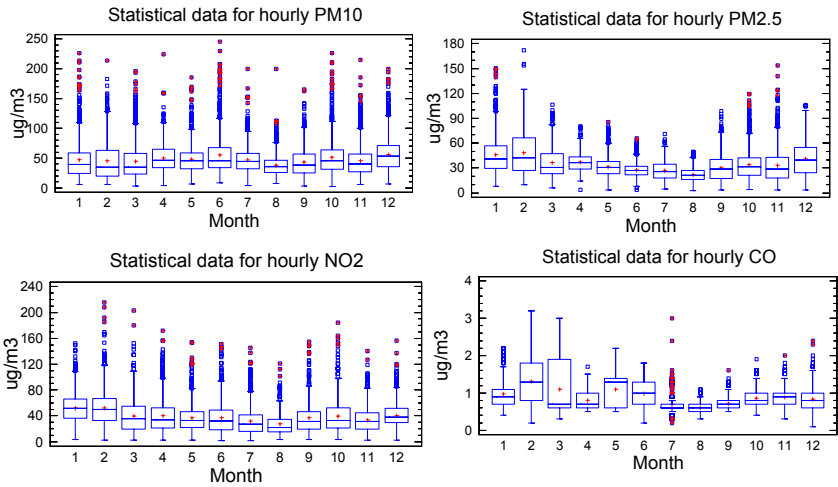 Statistical data for hourly PM10
ug/m3
250
200
150
100
50
0
1 2 3 4 5 6 7 8 9 10 11 12
Month
Statistical data for hourly PM2.5
ug/m3
180
150
120
90
60
30
0
1 2 3 4 5 6 7 8 9 10 11 12
Month
Statistical data for hourly NO2
ug/m3
240
200
160
120
80
40
0
1 2 3 4 5 6 7 8 9 10 11 12
Month
Statistical data for hourly CO
ug/m3
4
3
2
1
0
1 2 3 4 5 6 7 8 9 10 11 12
Month